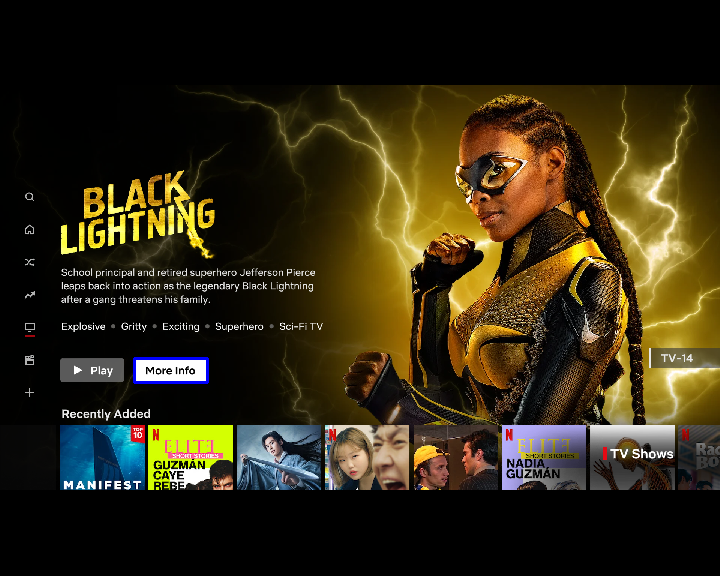 BLACK
LIGHTNING
School principal and retired superhero Jefferson Pierce
leaps back into action as the legendary Black Lightning
after a gang threatens his family.
Explosive • Gritty • Exciting • Superhero • Sci-Fi TV
Play
More Info
TV-14
Recently Added
TOP
10
MANIFEST
N
ELITE
SHORT STORIES
GUZMÁN
CAYE
REBE
N
N
ELITE
SHORT STORIES
NADIA
GUZMÁN
TV Shows
N